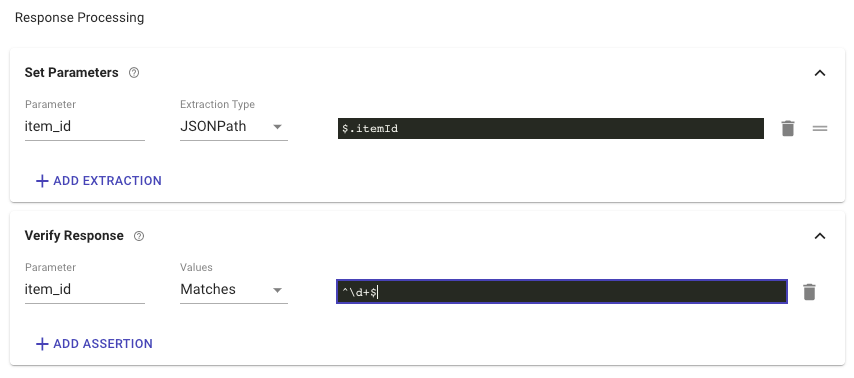 Response Processing
Set Parameters
Parameter Extraction Type
item_id JSONPath $.itemId
ADD EXTRACTION
Verify Response
Parameter Values
item_id Matches ^\d+$
ADD ASSERTION